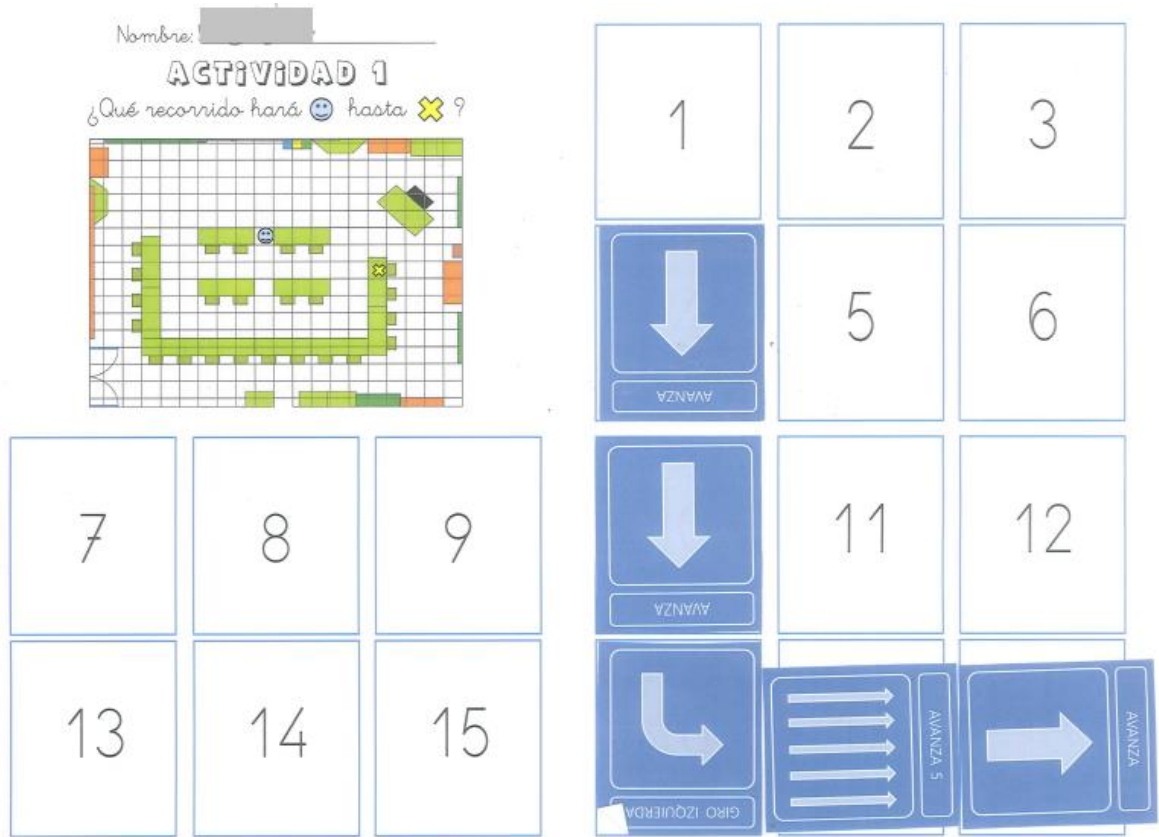 Nombre:
ACTIVIDAD 1
¿Qué recorrido hará hasta ?
1
2
3
AVANZA
5
6
7
8
9
AVANZA
11
12
13
14
15
GIRO IZQUIERDA
AVANZA 5
AVANZA